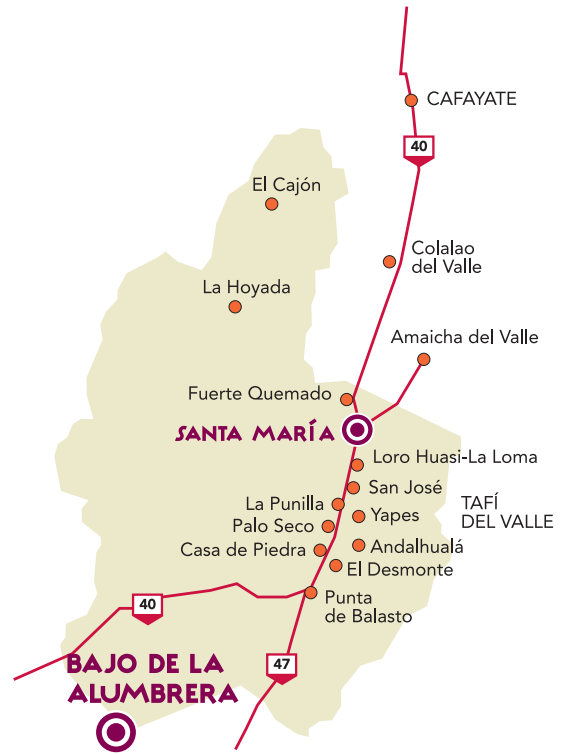 CAFAYATE
40
El Cajón
Colalao
del Valle
La Hoyada
Amaicha del Valle
Fuerte Quemado
SANTA MARÍA
Loro Huasi-La Loma
San José
La Punilla
Yapes
TAFÍ
DEL VALLE
Palo Seco
Casa de Piedra
Andalhualá
El Desmonte
Punta
de Balasto
40
47
BAJO DE LA
ALUMBRERA